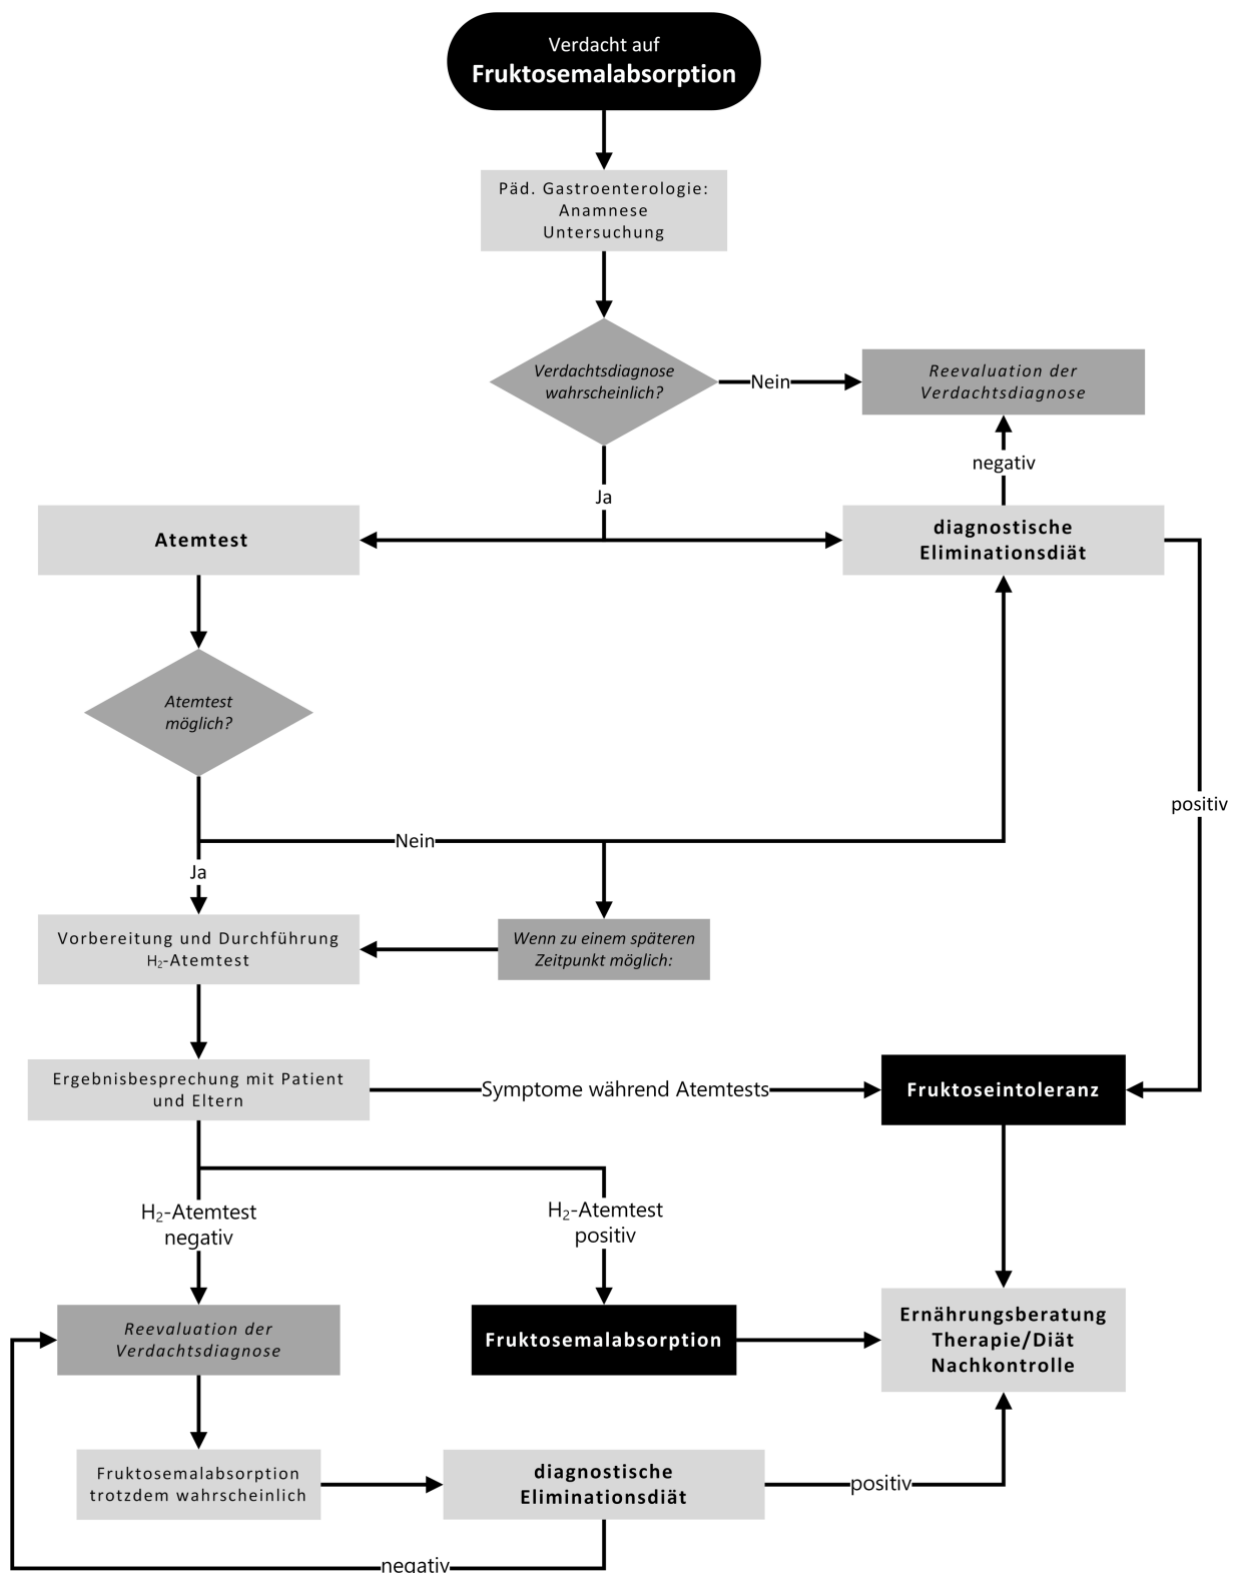 Verdacht auf
Fruktosemalabsorption
Päd. Gastroenterologie:
Anamnese
Untersuchung
Verdachtsdiagnose
wahrscheinlich?
Nein
Reevaluation der
Verdachtsdiagnose
negativ
Ja
Atemtest
diagnostische
Eliminationsdiät
Atemtest
möglich?
positiv
Nein
Ja
Vorbereitung und Durchführung
H₂-Atemtest
Wenn zu einem späteren
Zeitpunkt möglich:
Ergebnisbesprechung mit Patient
und Eltern
Symptome während Atemtests
Fruktoseintoleranz
H₂-Atemtest
negativ
H₂-Atemtest
positiv
Reevaluation der
Verdachtsdiagnose
Fruktosemalabsorption
Ernährungsberatung
Therapie/Diät
Nachkontrolle
Fruktosemalabsorption
trotzdem wahrscheinlich
diagnostische
Eliminationsdiät
positiv
negativ